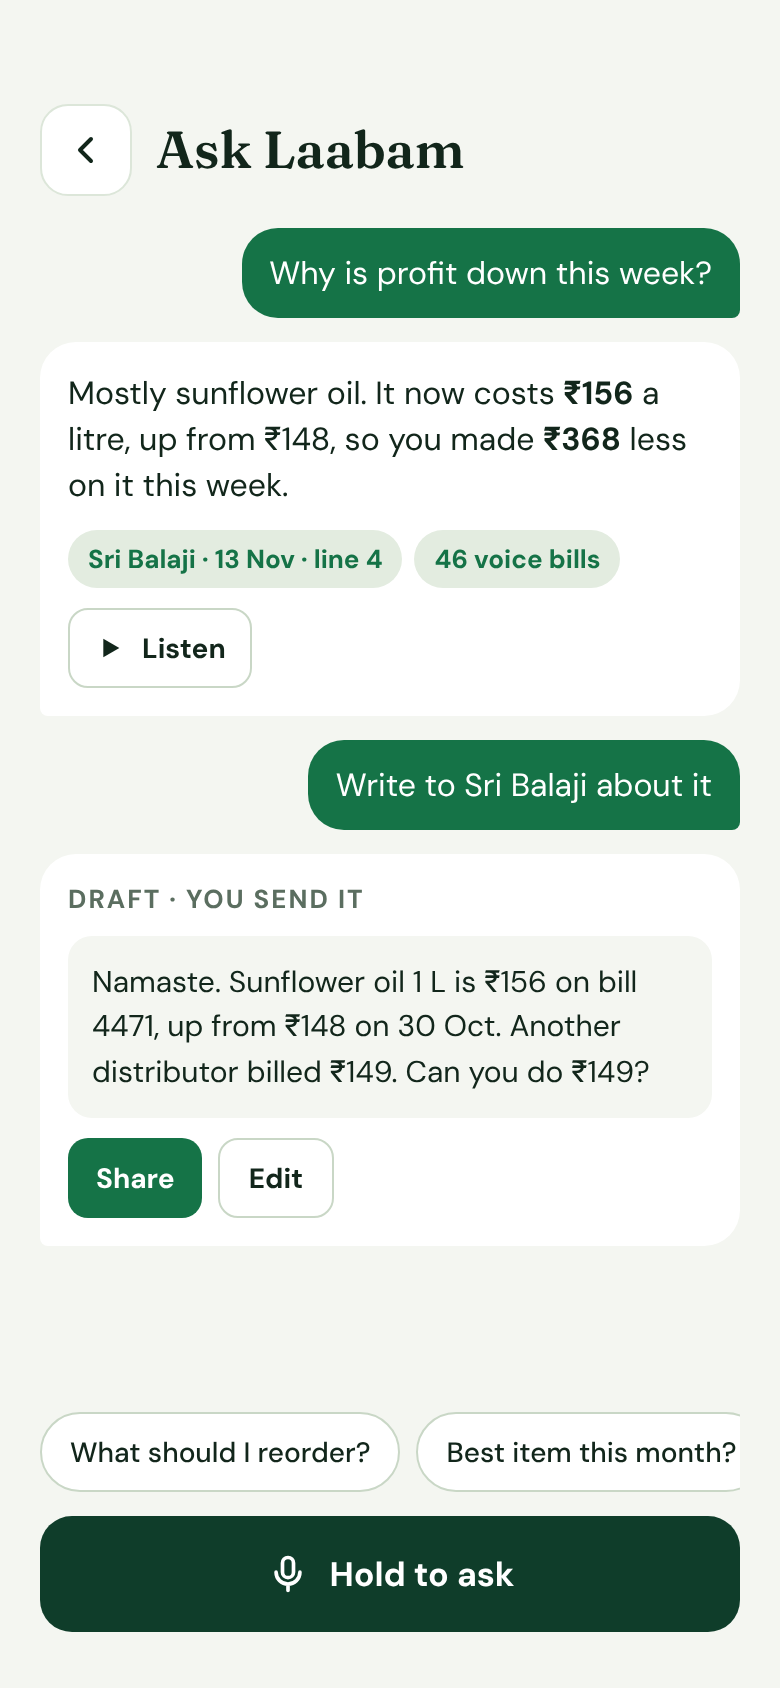 Ask Laabam
Why is profit down this week?
Mostly sunflower oil. It now costs ₹156 a
litre, up from ₹148, so you made ₹368 less
on it this week.
Sri Balaji · 13 Nov · line 4
46 voice bills
Listen
Write to Sri Balaji about it
DRAFT · YOU SEND IT
Namaste. Sunflower oil 1 L is ₹156 on bill
4471, up from ₹148 on 30 Oct. Another
distributor billed ₹149. Can you do ₹149?
Share
Edit
What should I reorder?
Best item this month?
Hold to ask